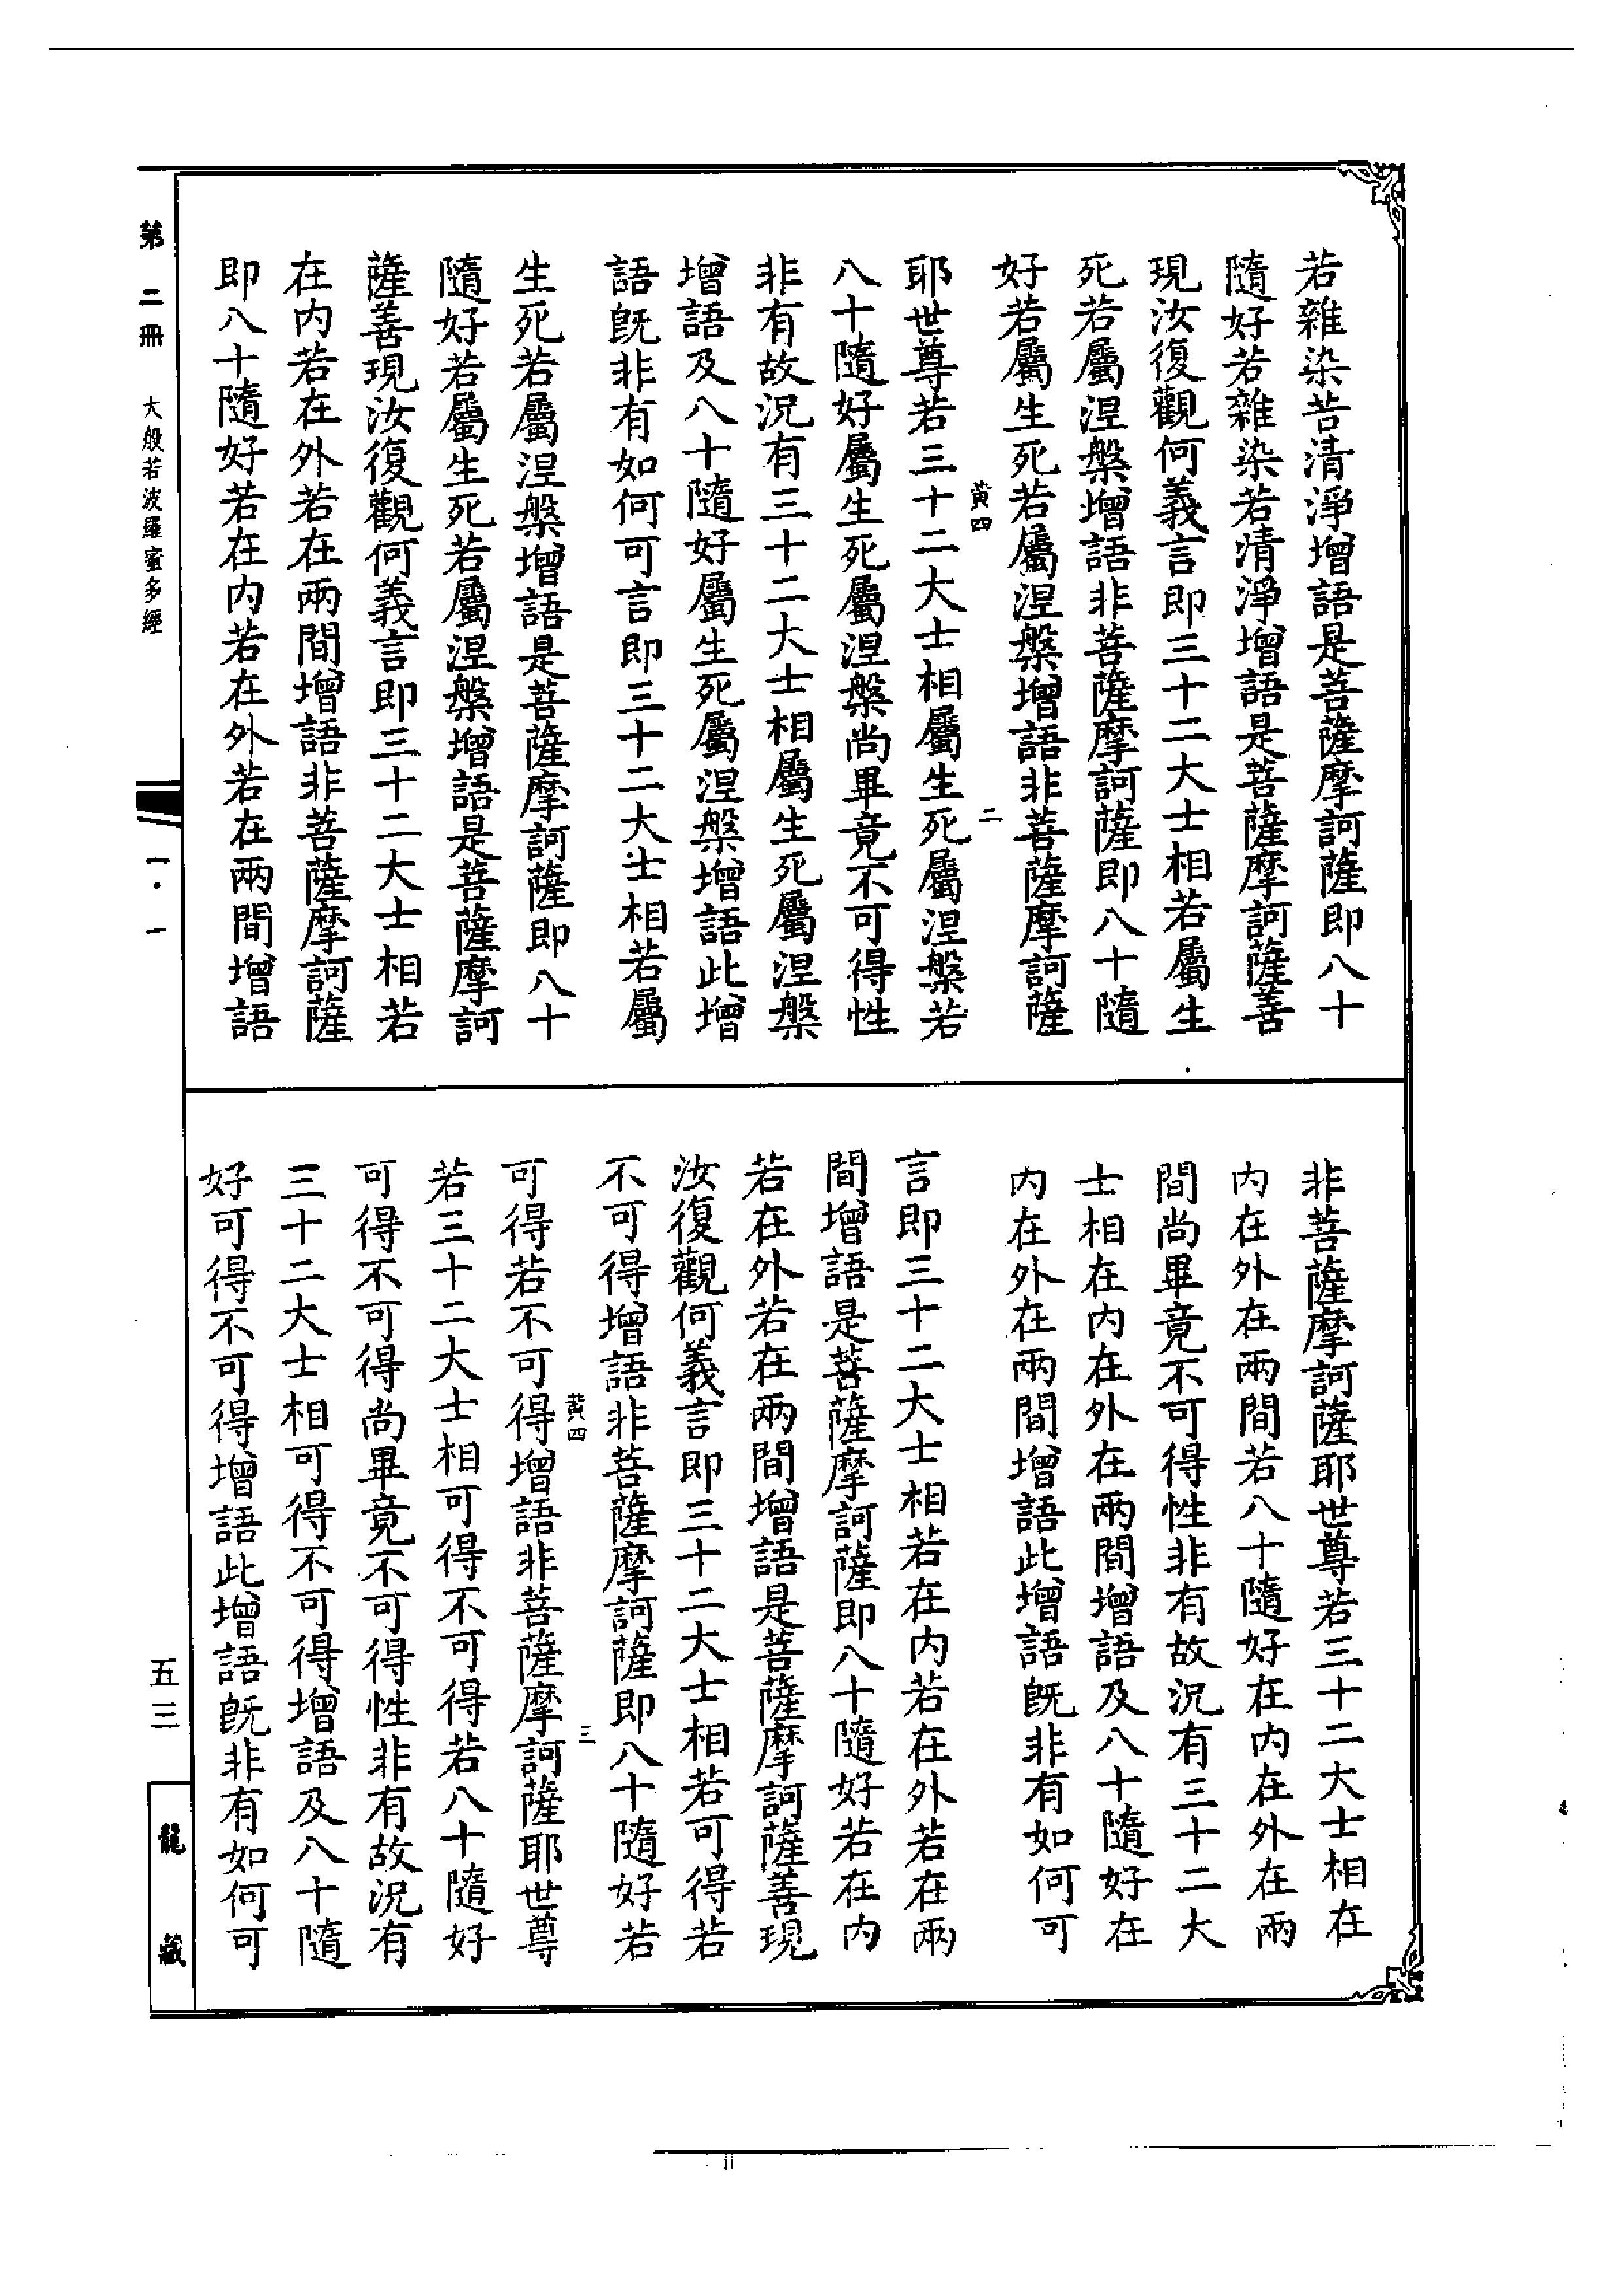 若雜染若清淨增語是菩薩摩訶薩即八十
隨好若雜染若清淨增語是菩薩摩訶薩善
現汝復觀何義言即三十二大士相若屬生
死若屬涅槃增語非菩薩摩訶薩即八十隨
好若屬生死若屬涅槃增語非菩薩摩訶薩
黃四 二
耶世尊若三十二大士相屬生死屬涅槃若
八十隨好屬生死屬涅槃尚畢竟不可得性
非有故況有三十二大士相屬生死屬涅槃
增語及八十隨好屬生死屬涅槃增語此增
語旣非有如何可言即三十二大士相若屬
生死若屬涅槃增語是菩薩摩訶薩即八十
隨好若屬生死若屬涅槃增語是菩薩摩訶
薩善現汝復觀何義言即三十二大士相若
在內若在外若在兩間增語非菩薩摩訶薩
即八十隨好若在內若在外若在兩間增語
非菩薩摩訶薩耶世尊若三十二大士相在
內在外在兩間若八十隨好在內在外在兩
間尚畢竟不可得性非有故況有三十二大
士相在內在外在兩間增語及八十隨好在
內在外在兩間增語此增語旣非有如何可
言即三十二大士相若在內若在外若在兩
間增語是菩薩摩訶薩即八十隨好若在內
若在外若在兩間增語是菩薩摩訶薩善現
汝復觀何義言即三十二大士相若可得若
不可得增語非菩薩摩訶薩即八十隨好若
黃四 三
可得若不可得增語非菩薩摩訶薩耶世尊
若三十二大士相可得不可得若八十隨好
可得不可得尚畢竟不可得性非有故況有
三十二大士相可得不可得增語及八十隨
好可得不可得增語此增語旣非有如何可
第二冊 大般若波羅蜜多經 一·一 五三 龍藏